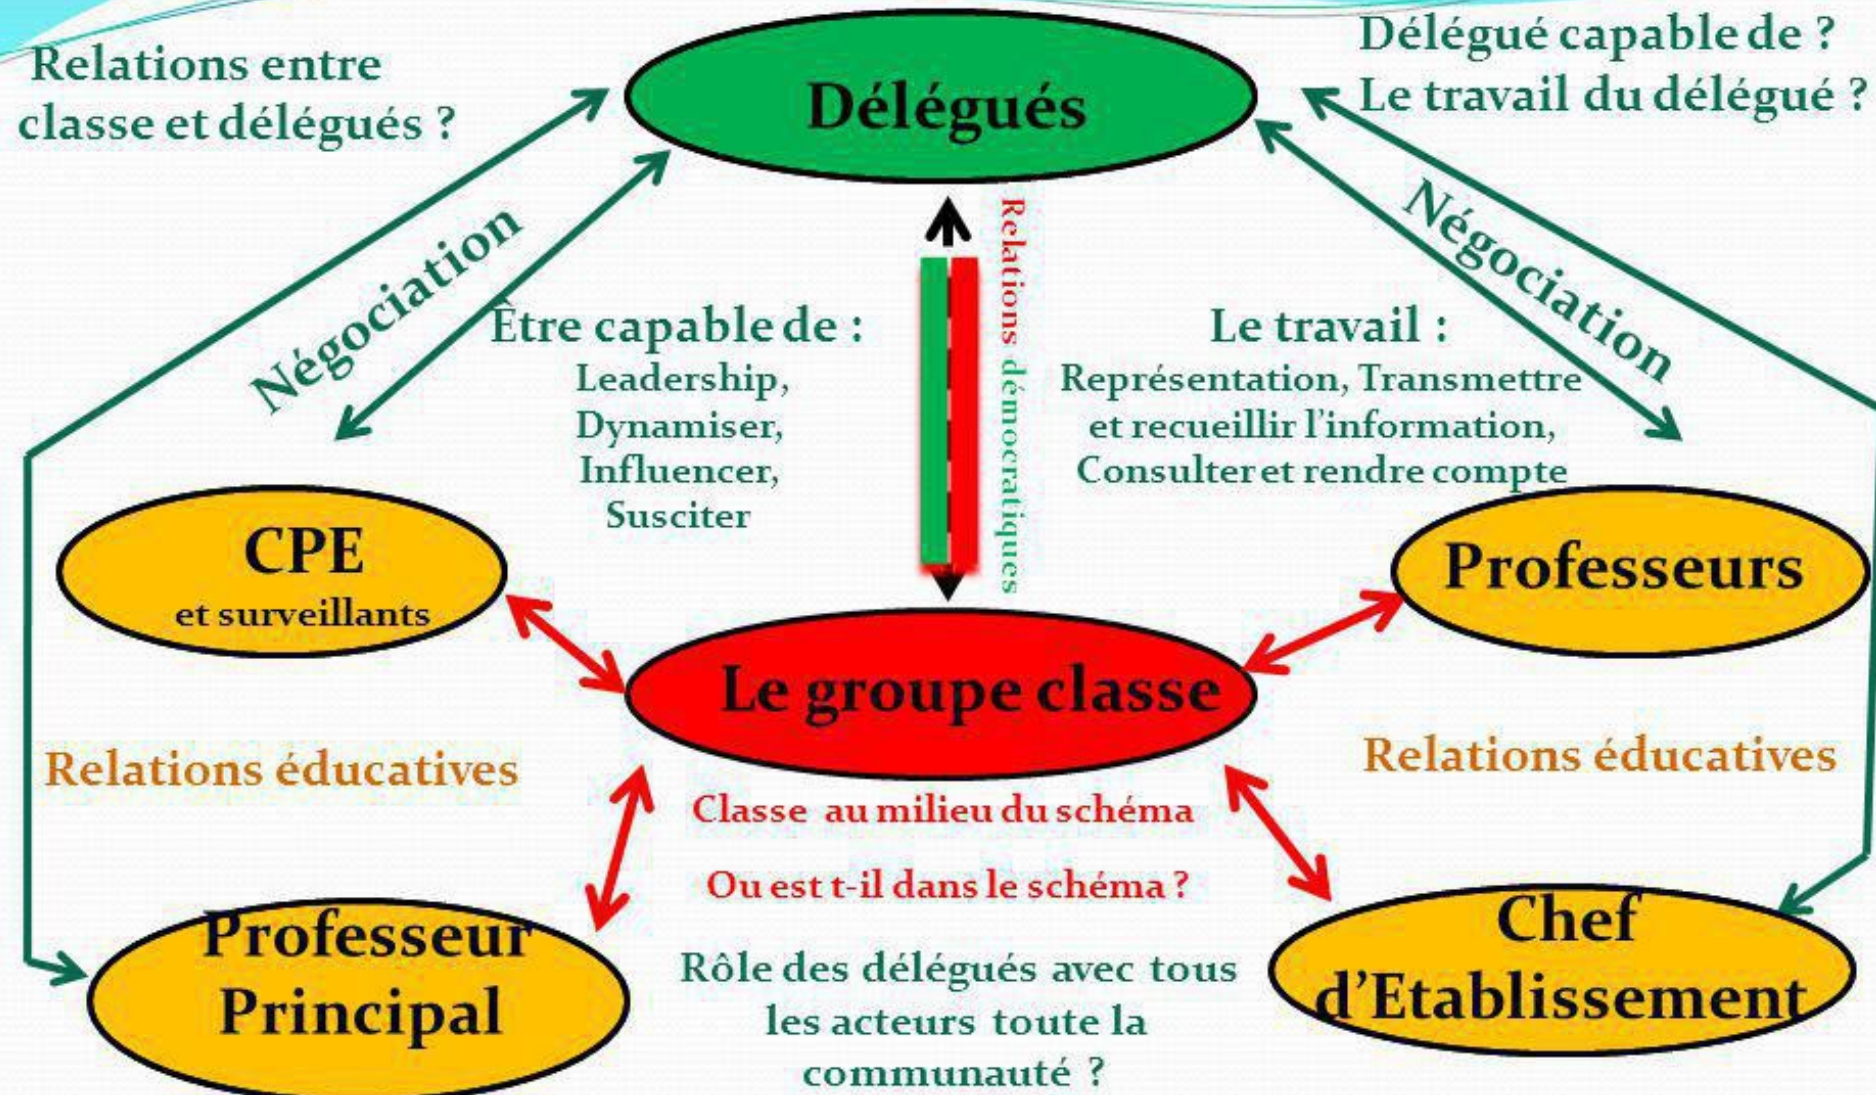 Relations entre
classe et délégués ?
Délégués
Délégué capable de ?
Le travail du délégué ?
Négociation
Relations démocratiques
Négociation
Être capable de :
Leadership,
Dynamiser,
Influencer,
Susciter
Le travail :
Représentation, Transmettre
et recueillir l'information,
Consulter et rendre compte
CPE
et surveillants
Professeurs
Le groupe classe
Relations éducatives
Relations éducatives
Classe au milieu du schéma
Ou est t-il dans le schéma ?
Professeur
Principal
Rôle des délégués avec tous
les acteurs toute la
communauté ?
Chef
d'Etablissement